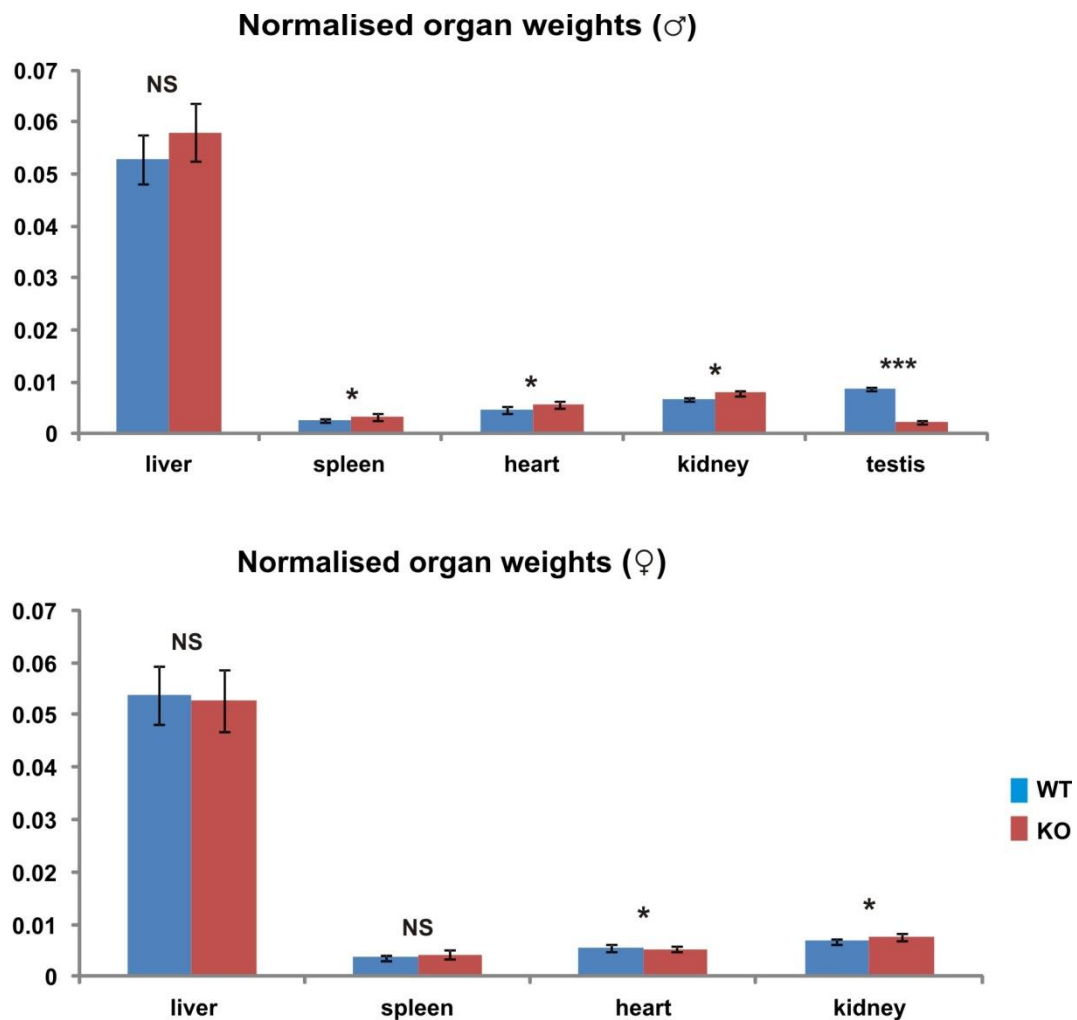 Normalised organ weights (♂)
0.07
0.06
0.05
0.04
0.03
0.02
0.01
0
NS
*
*
*
***
liver spleen heart kidney testis
Normalised organ weights (♀)
0.07
0.06
0.05
0.04
0.03
0.02
0.01
0
NS
NS
*
*
liver spleen heart kidney
WT
KO